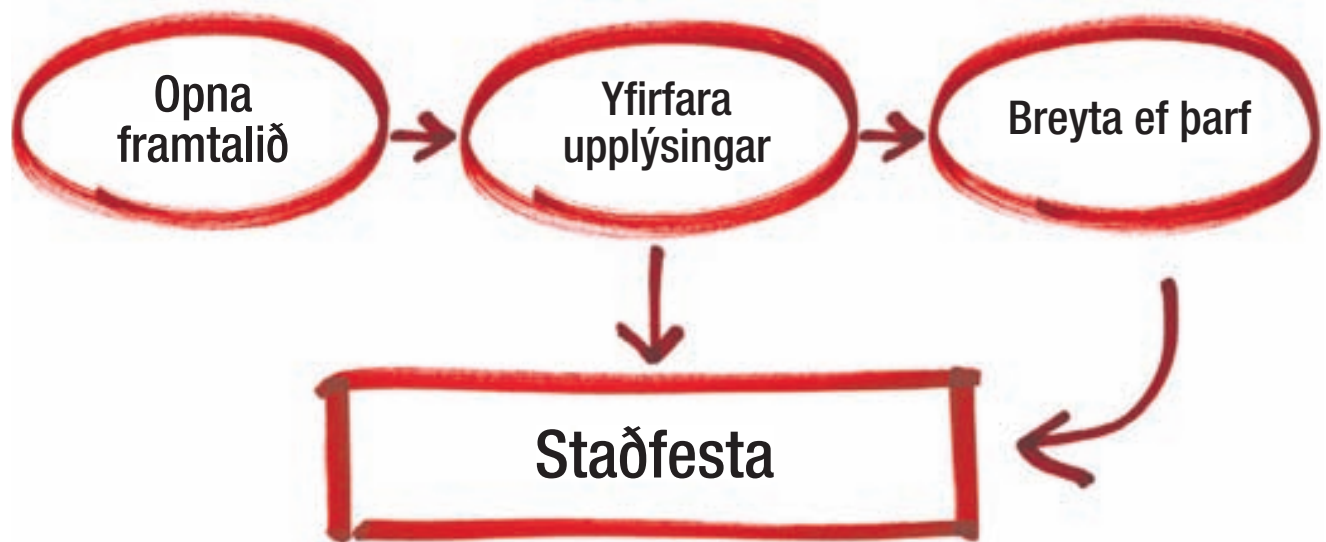 Opna
framtalið
Yfirfara
upplýsingar
Breyta ef þarf
Staðfesta